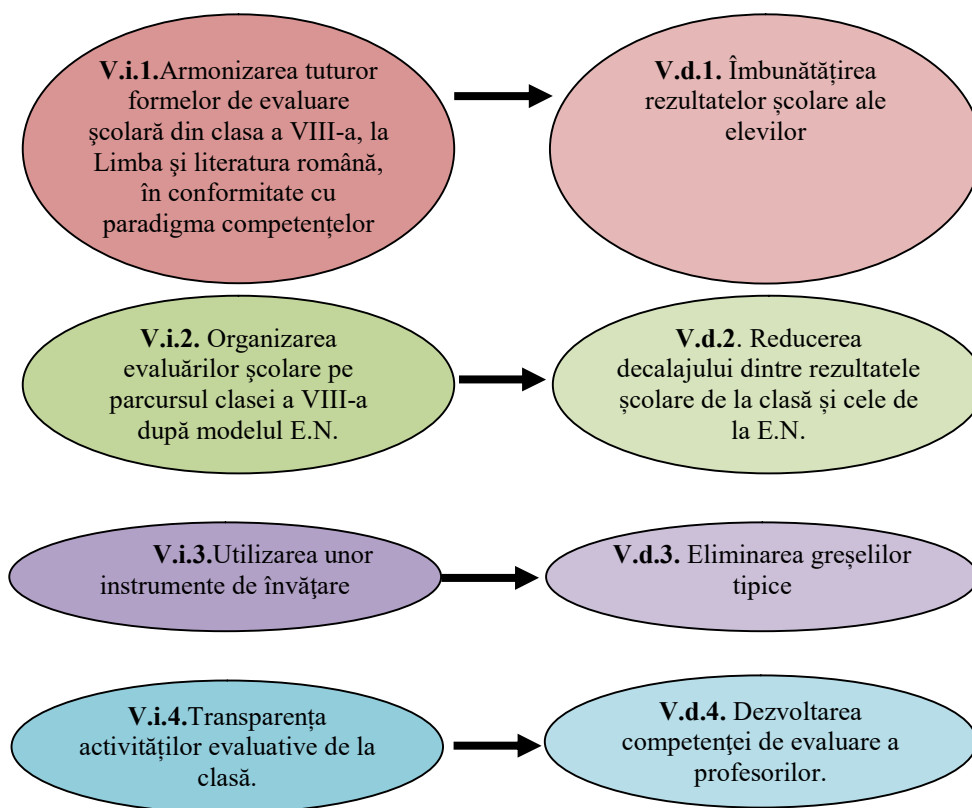 V.i.1.Armonizarea tuturor
formelor de evaluare
şcolară din clasa a VIII-a, la
Limba şi literatura română,
în conformitate cu
paradigma competențelor
V.d.1. Îmbunătățirea
rezultatelor școlare ale
elevilor
V.i.2. Organizarea
evaluărilor şcolare pe
parcursul clasei a VIII-a
după modelul E.N.
V.d.2. Reducerea
decalajului dintre rezultatele
școlare de la clasă și cele de
la E.N.
V.i.3.Utilizarea unor
instrumente de învăţare
V.d.3. Eliminarea greșelilor
tipice
V.i.4.Transparența
activităților evaluative de la
clasă.
V.d.4. Dezvoltarea
competenţei de evaluare a
profesorilor.